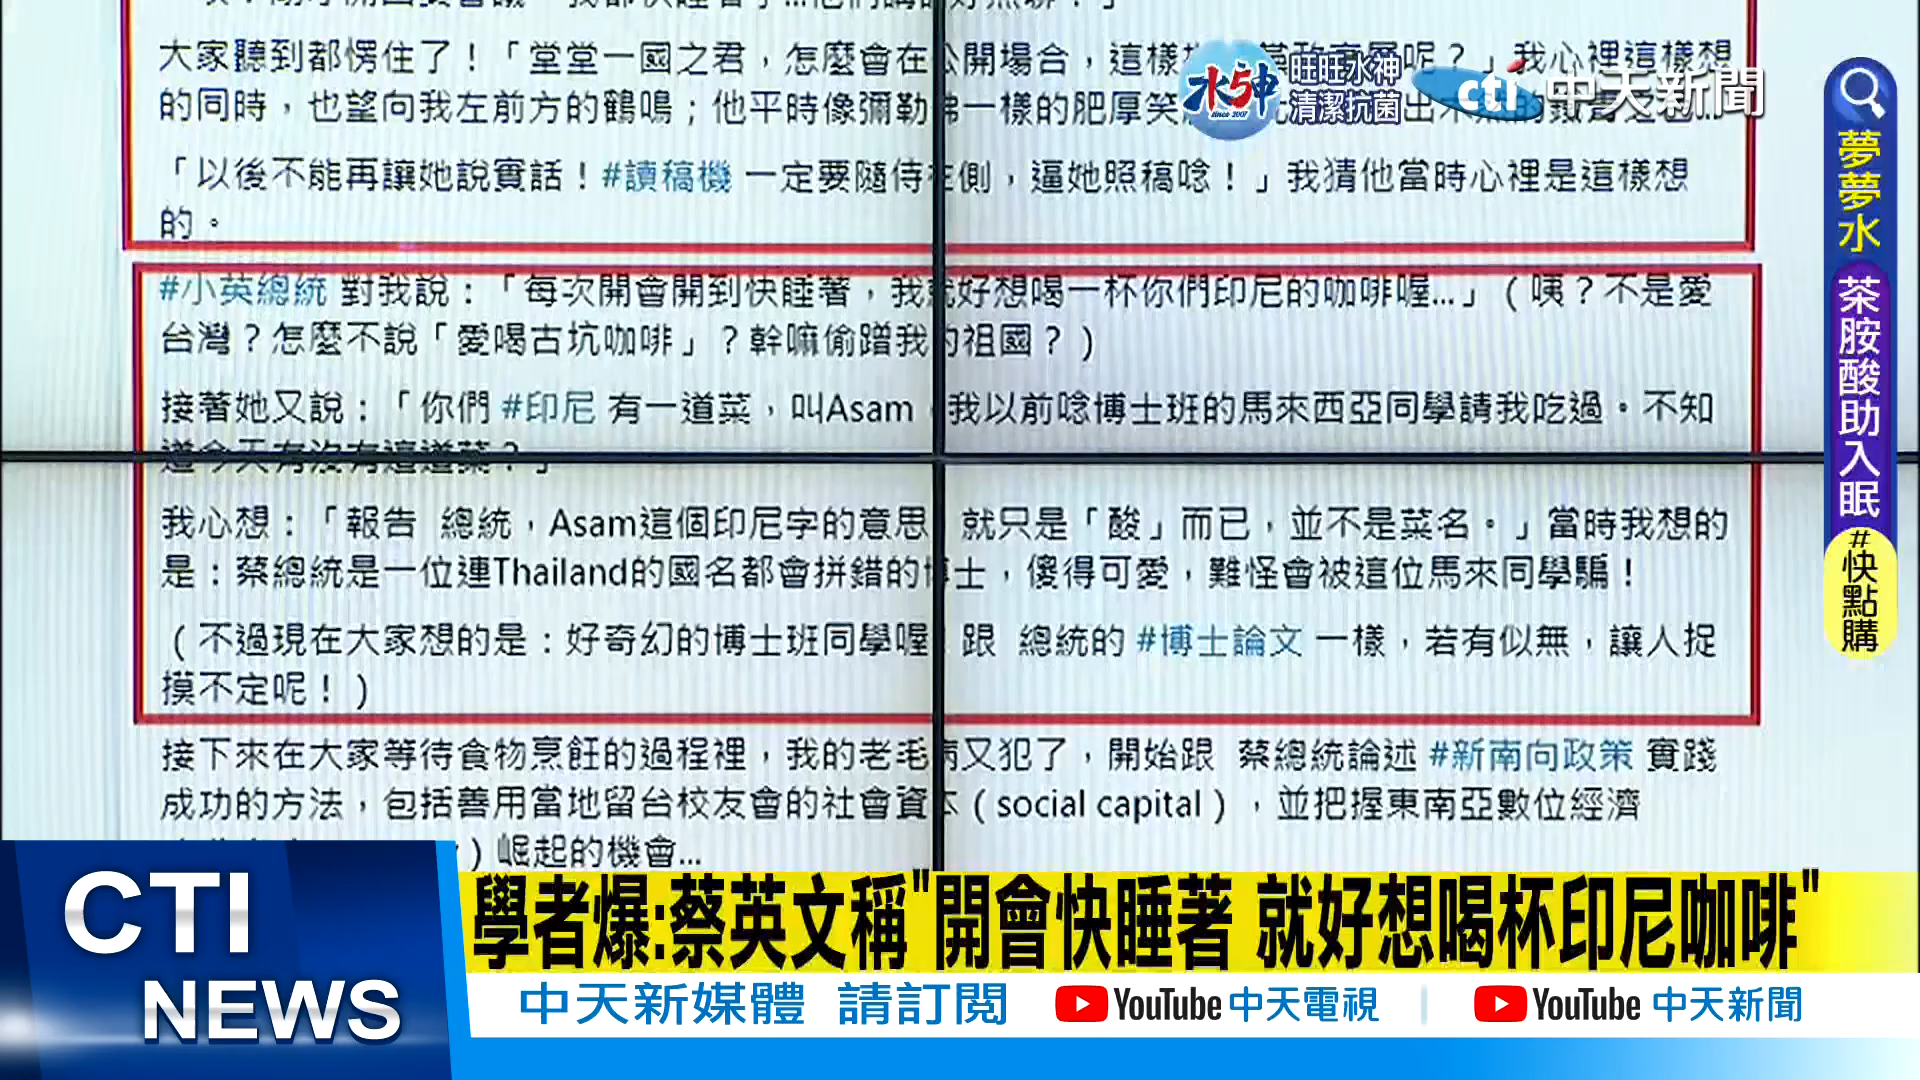 大家聽到都愣住了！「堂堂一國之君，怎麼會在公開場合，這樣
呢？」我心裡這樣想
的同時，也望向我左前方的鶴鳴；他平時像彌勒佛一樣的肥厚笑
「以後不能再讓她說實話！#讀稿機 一定要隨侍在側，逼她照稿唸！」我猜他當時心裡是這樣想
的。
#小英總統 對我說：「每次開會開到快睡著，我就好想喝一杯你們印尼的咖啡喔...」（咦？不是愛
台灣？怎麼不說「愛喝古坑咖啡」？幹嘛偷蹭我的祖國？）
接著她又說：「你們 #印尼 有一道菜，叫Asam，我以前唸博士班的馬來西亞同學請我吃過。不知
道今天有沒有這道菜？」
我心想：「報告 總統，Asam這個印尼字的意思 就只是「酸」而已，並不是菜名。」當時我想的
是：蔡總統是一位連Thailand的國名都會拼錯的博士，傻得可愛，難怪會被這位馬來同學騙！
（不過現在大家想的是：好奇幻的博士班同學喔 跟 總統的 #博士論文 一樣，若有似無，讓人捉
摸不定呢！）
接下來在大家等待食物烹飪的過程裡，我的老毛病又犯了，開始跟 蔡總統論述 #新南向政策 實踐
成功的方法，包括善用當地留台校友會的社會資本（social capital），並把握東南亞數位經濟
）崛起的機會...
水神
since 2007
旺旺水神
清潔抗菌
cti 中天新聞
夢夢水
茶胺酸助入眠
#快點購
CTI
NEWS
學者爆:蔡英文稱"開會快睡著 就好想喝杯印尼咖啡"
中天新媒體 請訂閱 YouTube 中天電視 | YouTube 中天新聞